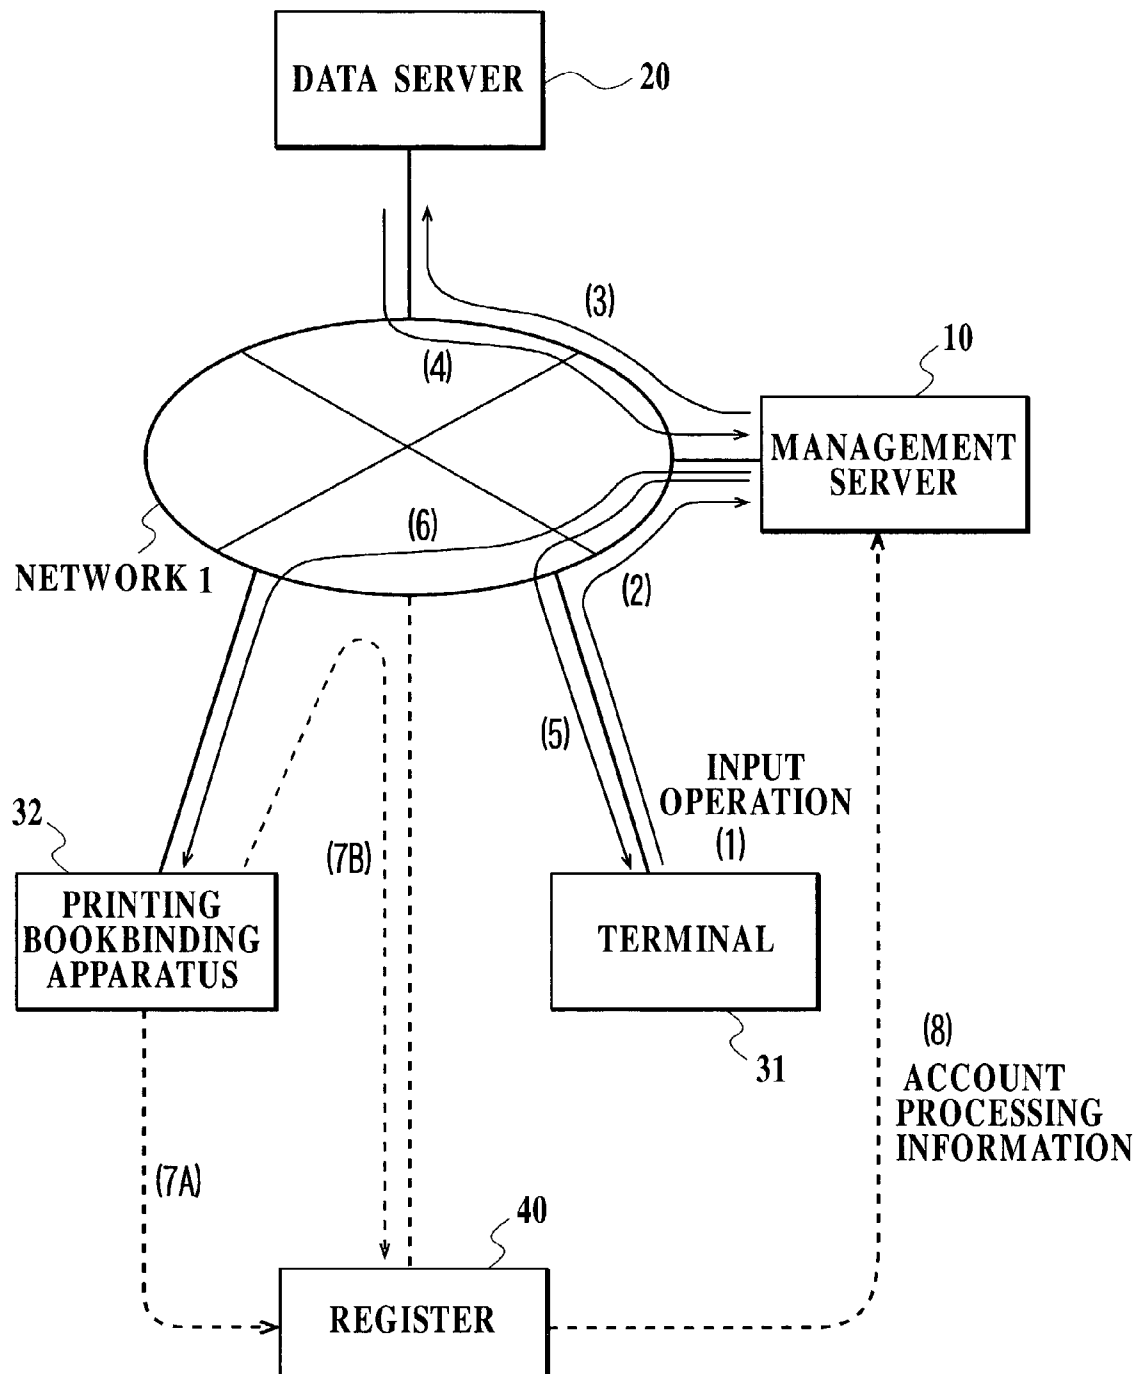 DATA SERVER
20
(3)
(4)
10
MANAGEMENT
SERVER
(6)
(2)
NETWORK 1
(5)
INPUT
OPERATION
(1)
32
(7B)
PRINTING
BOOKBINDING
APPARATUS
TERMINAL
31
(8)
ACCOUNT
PROCESSING
INFORMATION
(7A)
40
REGISTER